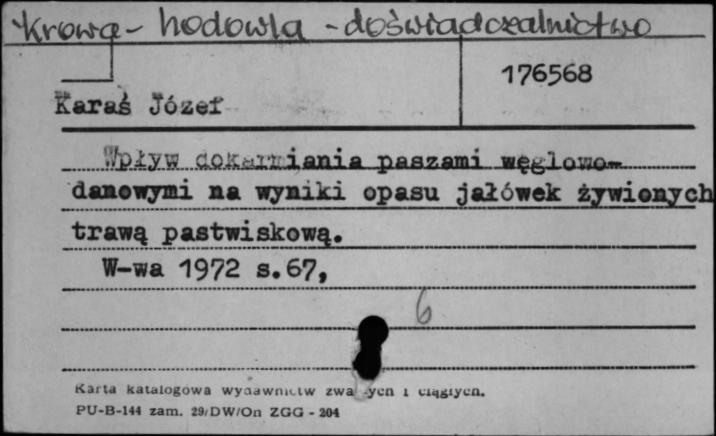 Krowa - hodowla - doświadczalnictwo
176568
Karaś Józef
Wpływ dokarmiania paszami węglowo-
danowymi na wyniki opasu jałówek żywionych
trawą pastwiskową.
W-wa 1972 s.67,
6
Karta katalogowa wydawnictw i ciągłych.
PU-B-144 zam. 29/DW/On ZGG - 204